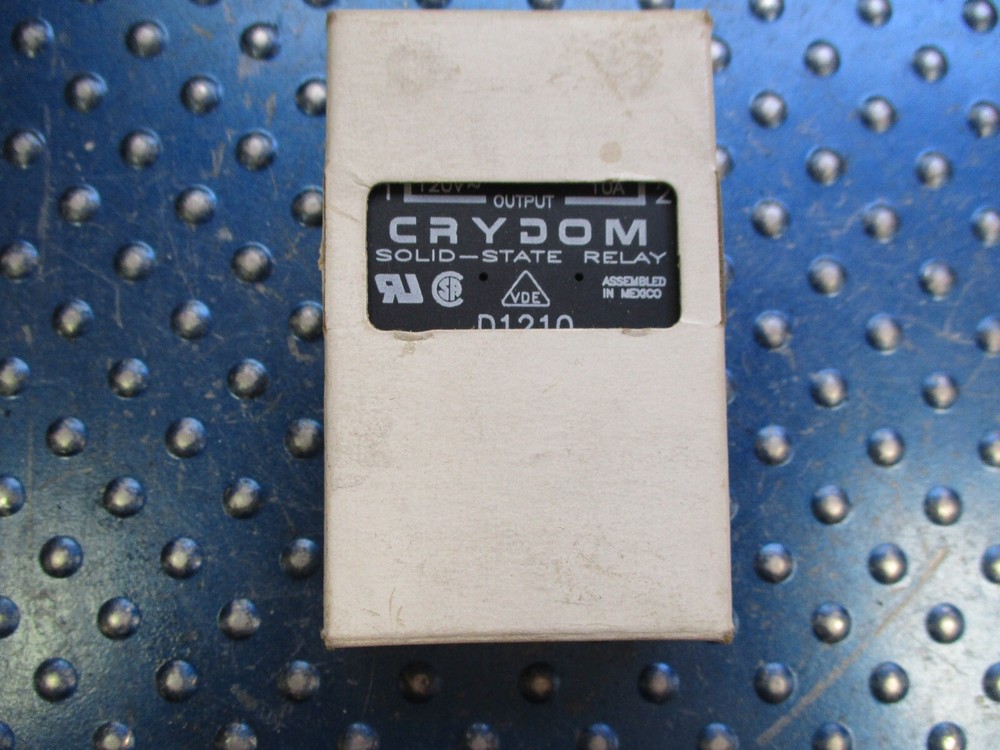 1 120V~ 10A 2
OUTPUT
CRYDOM
SOLID-STATE RELAY
VDE
ASSEMBLED
IN MEXICO
D1210